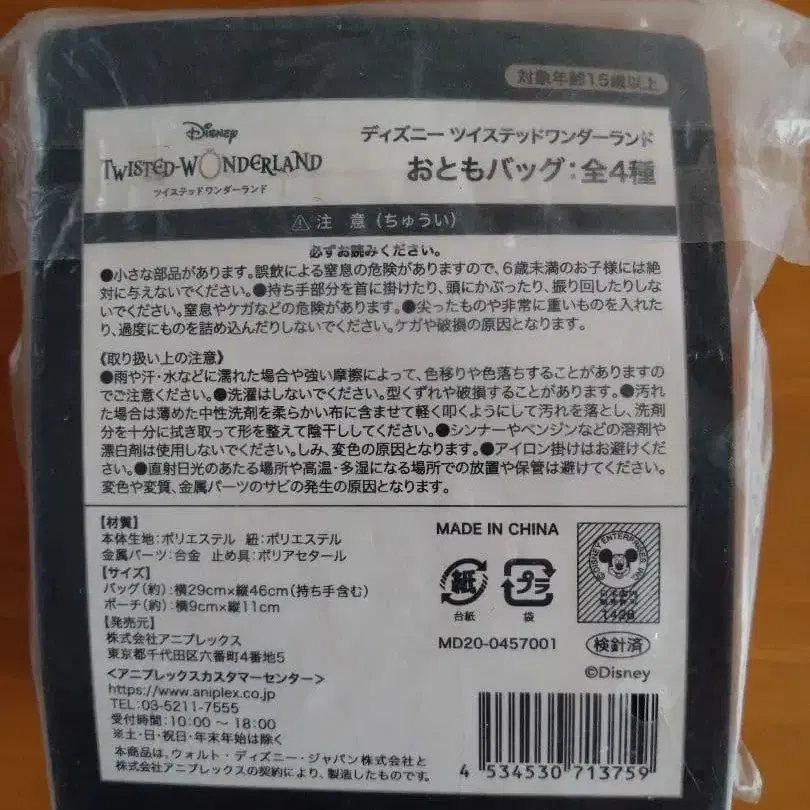 対象年齢15歳以上
Disney
TWISTED-WONDERLAND
ツイステッドワンダーランド
ディズニー ツイステッドワンダーランド
おともバッグ：全4種
⚠注 意（ちゅうい）
必ずお読みください。
●小さな部品があります。誤飲による窒息の危険がありますので、6歳未満のお子様には絶
対に与えないでください。●持ち手部分を首に掛けたり、頭にかぶったり、振り回したりしな
いでください。窒息やケガなどの危険があります。●尖ったものや非常に重いものを入れた
り、過度にものを詰め込んだりしないでください。ケガや破損の原因となります。
《取り扱い上の注意》
●雨や汗・水などに濡れた場合や強い摩擦によって、色移りや色落ちすることがありますの
でご注意ください。●洗濯はしないでください。型くずれや破損することがあります。●汚れ
た場合は薄めた中性洗剤を柔らかい布に含ませて軽く叩くようにして汚れを落とし、洗剤
分を十分に拭き取って形を整えて陰干ししてください。●シンナーやベンジンなどの溶剤や
漂白剤は使用しないでください。しみ、変色の原因となります。●アイロン掛けはお避けくだ
さい。●直射日光のあたる場所や高温・多湿になる場所での放置や保管は避けてください。
変色や変質、金属パーツのサビの発生の原因となります。
【材質】
本体生地：ポリエステル 紐：ポリエステル
金属パーツ：合金 止め具：ポリアセタール
【サイズ】
バッグ（約）：横29cm×縦46cm（持ち手含む）
ポーチ（約）：横9cm×縦11cm
【発売元】
株式会社アニプレックス
東京都千代田区六番町4番地5
＜アニプレックスカスタマーセンター＞
https://www.aniplex.co.jp
TEL：03-5211-7555
受付時間：10：00 ～ 18：00
※土・日・祝日・年末年始は除く
本商品は、ウォルト・ディズニー・ジャパン株式会社と
株式会社アニプレックスの契約により、製造したものです。
MADE IN CHINA
紙
台紙
プラ
袋
MD20-0457001
©DISNEY ENTERPRISES, INC.
日本国内
販売許可
1428
検針済
©Disney
4 534530 713759